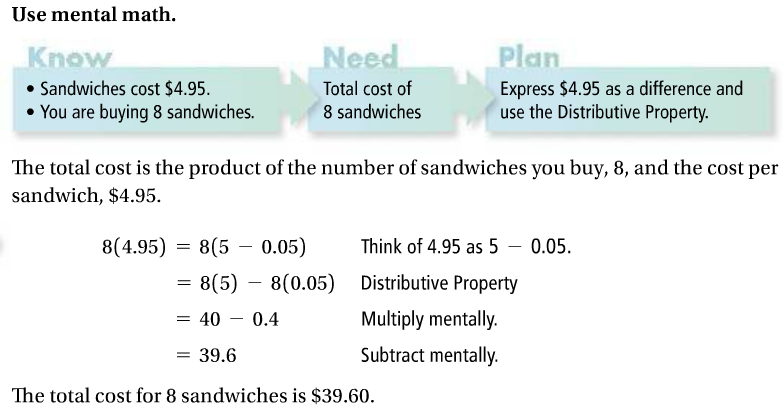 Use mental math.
Know
• Sandwiches cost $4.95.
• You are buying 8 sandwiches.
Need
Total cost of
8 sandwiches
Plan
Express $4.95 as a difference and
use the Distributive Property.
The total cost is the product of the number of sandwiches you buy, 8, and the cost per
sandwich, $4.95.
8(4.95) = 8(5 − 0.05) Think of 4.95 as 5 − 0.05.
= 8(5) − 8(0.05) Distributive Property
= 40 − 0.4 Multiply mentally.
= 39.6 Subtract mentally.
The total cost for 8 sandwiches is $39.60.